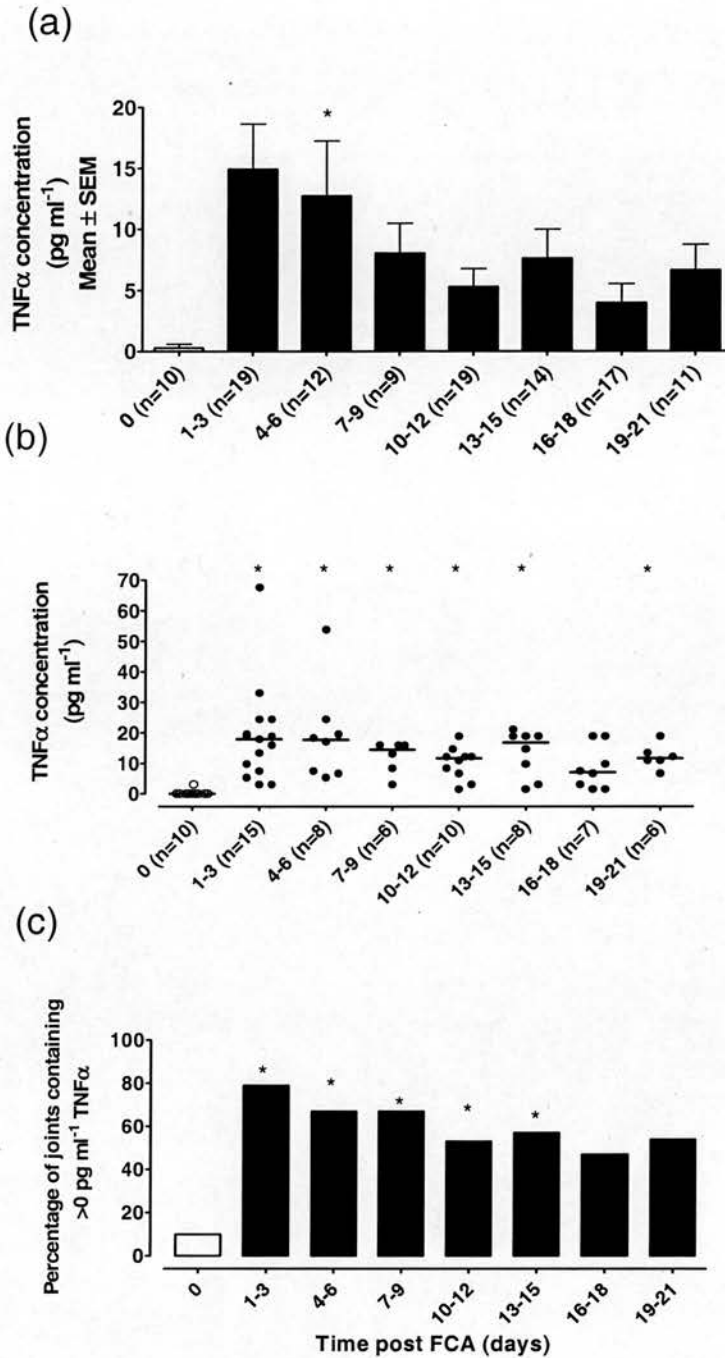 (a)
TNFα concentration
(pg ml⁻¹)
Mean ± SEM
20
15
10
5
0
*
0 (n=10)
1-3 (n=19)
4-6 (n=12)
7-9 (n=9)
10-12 (n=19)
13-15 (n=14)
16-18 (n=17)
19-21 (n=11)
(b)
TNFα concentration
(pg ml⁻¹)
70
60
50
40
30
20
10
0
* * * * * *
0 (n=10)
1-3 (n=15)
4-6 (n=8)
7-9 (n=6)
10-12 (n=10)
13-15 (n=8)
16-18 (n=7)
19-21 (n=6)
(c)
Percentage of joints containing
>0 pg ml⁻¹ TNFα
100
80
60
40
20
0
* * * * *
0
1-3
4-6
7-9
10-12
13-15
16-18
19-21
Time post FCA (days)